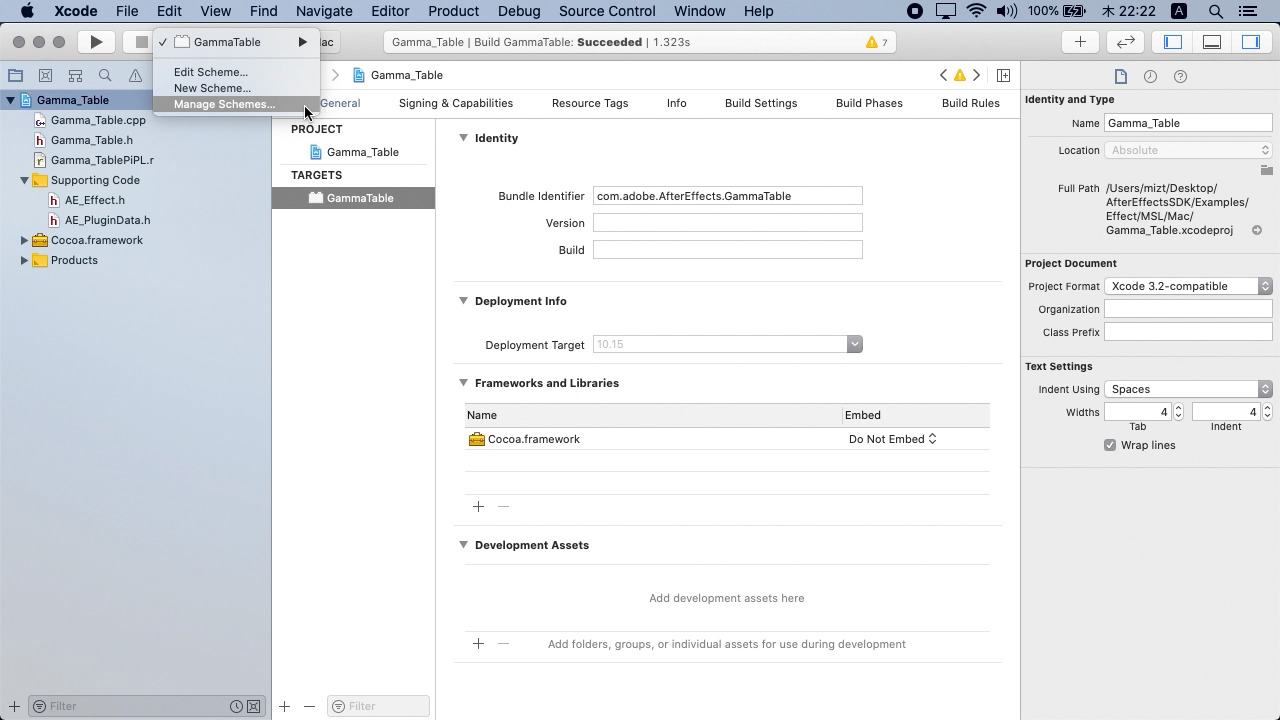 Xcode File Edit View Find Navigate Editor Product Debug Source Control Window Help 100% 木 22:22 A
GammaTable ac
Gamma_Table | Build GammaTable: Succeeded | 1.323s 7
Edit Scheme...
New Scheme...
Manage Schemes...
Gamma_Table
General Signing & Capabilities Resource Tags Info Build Settings Build Phases Build Rules
Gamma_Table
Gamma_Table.cpp
Gamma_Table.h
Gamma_TablePiPL.r
Supporting Code
AE_Effect.h
AE_PluginData.h
Cocoa.framework
Products
Filter
PROJECT
Gamma_Table
TARGETS
GammaTable
Filter
Identity
Bundle Identifier com.adobe.AfterEffects.GammaTable
Version
Build
Deployment Info
Deployment Target 10.15
Frameworks and Libraries
Name Embed
Cocoa.framework Do Not Embed
Development Assets
Add development assets here
Add folders, groups, or individual assets for use during development
Identity and Type
Name Gamma_Table
Location Absolute
Full Path /Users/mizt/Desktop/
AfterEffectsSDK/Examples/
Effect/MSL/Mac/
Gamma_Table.xcodeproj
Project Document
Project Format Xcode 3.2-compatible
Organization
Class Prefix
Text Settings
Indent Using Spaces
Widths 4 4
Tab Indent
Wrap lines